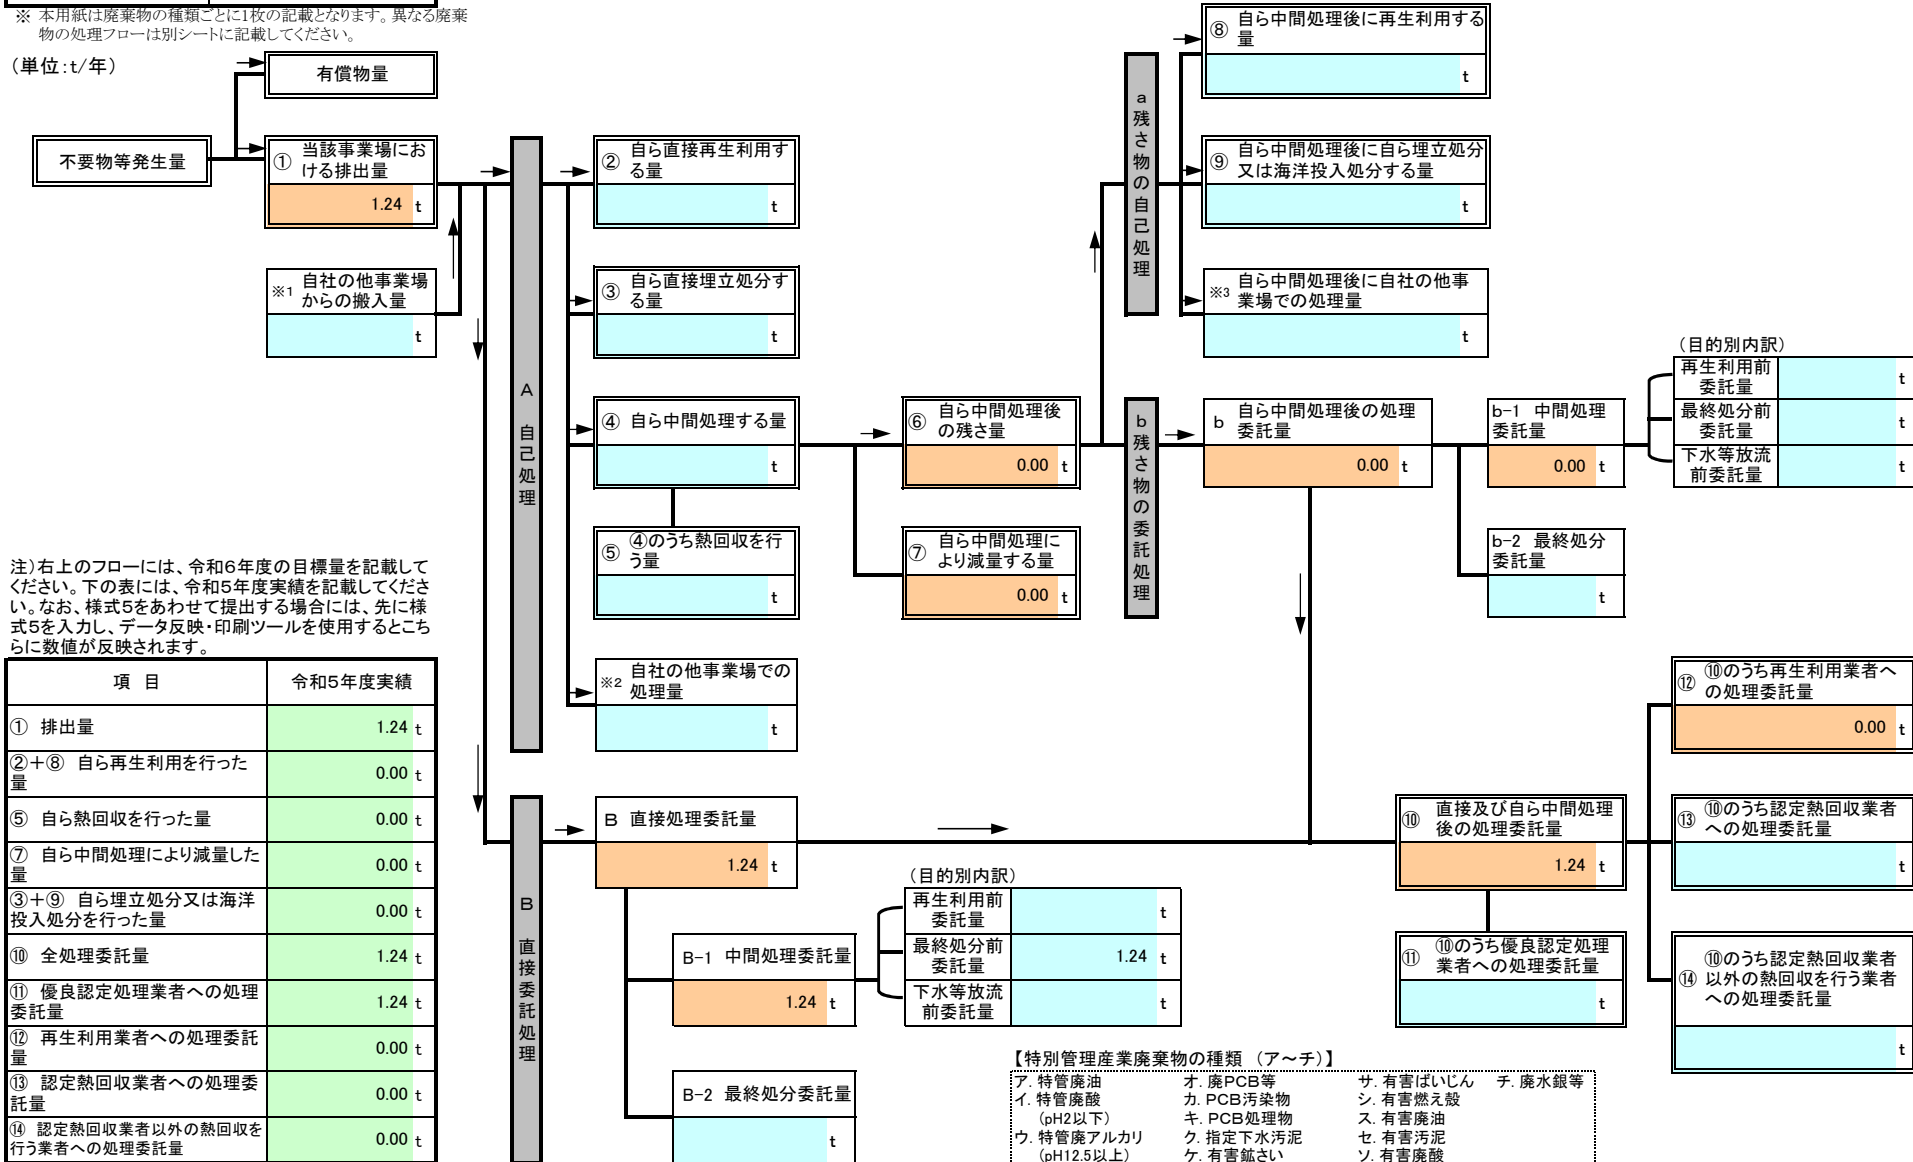 ※ 本用紙は廃棄物の種類ごとに1枚の記載となります。異なる廃棄
物の処理フローは別シートに記載してください。
(単位:t/年)
有償物量
不要物等発生量
① 当該事業場にお
ける排出量
1.24 t
※1 自社の他事業場
からの搬入量
t
A 自己処理
② 自ら直接再生利用す
る量
t
③ 自ら直接埋立処分す
る量
t
④ 自ら中間処理する量
t
⑤ ④のうち熱回収を行
う量
t
※2 自社の他事業場での
処理量
t
⑥ 自ら中間処理後
の残さ量
0.00 t
⑦ 自ら中間処理に
より減量する量
0.00 t
a 残さ物の自己処理
⑧ 自ら中間処理後に再生利用する
量
t
⑨ 自ら中間処理後に自ら埋立処分
又は海洋投入処分する量
t
※3 自ら中間処理後に自社の他事
業場での処理量
t
b 残さ物の委託処理
b 自ら中間処理後の処理
委託量
0.00 t
b-1 中間処理
委託量
0.00 t
b-2 最終処分
委託量
t
(目的別内訳)
再生利用前
委託量
t
最終処分前
委託量
t
下水等放流
前委託量
t
注)右上のフローには、令和6年度の目標量を記載して
ください。下の表には、令和5年度実績を記載してくださ
い。なお、様式5をあわせて提出する場合には、先に様
式5を入力し、データ反映・印刷ツールを使用するとこち
らに数値が反映されます。
項 目 令和5年度実績
① 排出量 1.24 t
②+⑧ 自ら再生利用を行った
量 0.00 t
⑤ 自ら熱回収を行った量 0.00 t
⑦ 自ら中間処理により減量した
量 0.00 t
③+⑨ 自ら埋立処分又は海洋
投入処分を行った量 0.00 t
⑩ 全処理委託量 1.24 t
⑪ 優良認定処理業者への処理
委託量 1.24 t
⑫ 再生利用業者への処理委託
量 0.00 t
⑬ 認定熱回収業者への処理委
託量 0.00 t
⑭ 認定熱回収業者以外の熱回収を
行う業者への処理委託量 0.00 t
B 直接委託処理
B 直接処理委託量
1.24 t
B-1 中間処理委託量
1.24 t
B-2 最終処分委託量
t
(目的別内訳)
再生利用前
委託量
t
最終処分前
委託量
1.24 t
下水等放流
前委託量
t
⑩ 直接及び自ら中間処理
後の処理委託量
1.24 t
⑪ ⑩のうち優良認定処理
業者への処理委託量
t
⑫ ⑩のうち再生利用業者へ
の処理委託量
0.00 t
⑬ ⑩のうち認定熱回収業者
への処理委託量
t
⑭ ⑩のうち認定熱回収業者
以外の熱回収を行う業者
への処理委託量
t
【特別管理産業廃棄物の種類 (ア~チ)】
ア. 特管廃油 オ. 廃PCB等 サ. 有害ばいじん チ. 廃水銀等
イ. 特管廃酸 カ. PCB汚染物 シ. 有害燃え殻
(pH2以下) キ. PCB処理物 ス. 有害廃油
ウ. 特管廃アルカリ ク. 指定下水汚泥 セ. 有害汚泥
(pH12.5以上) ケ. 有害鉱さい ソ. 有害廃酸